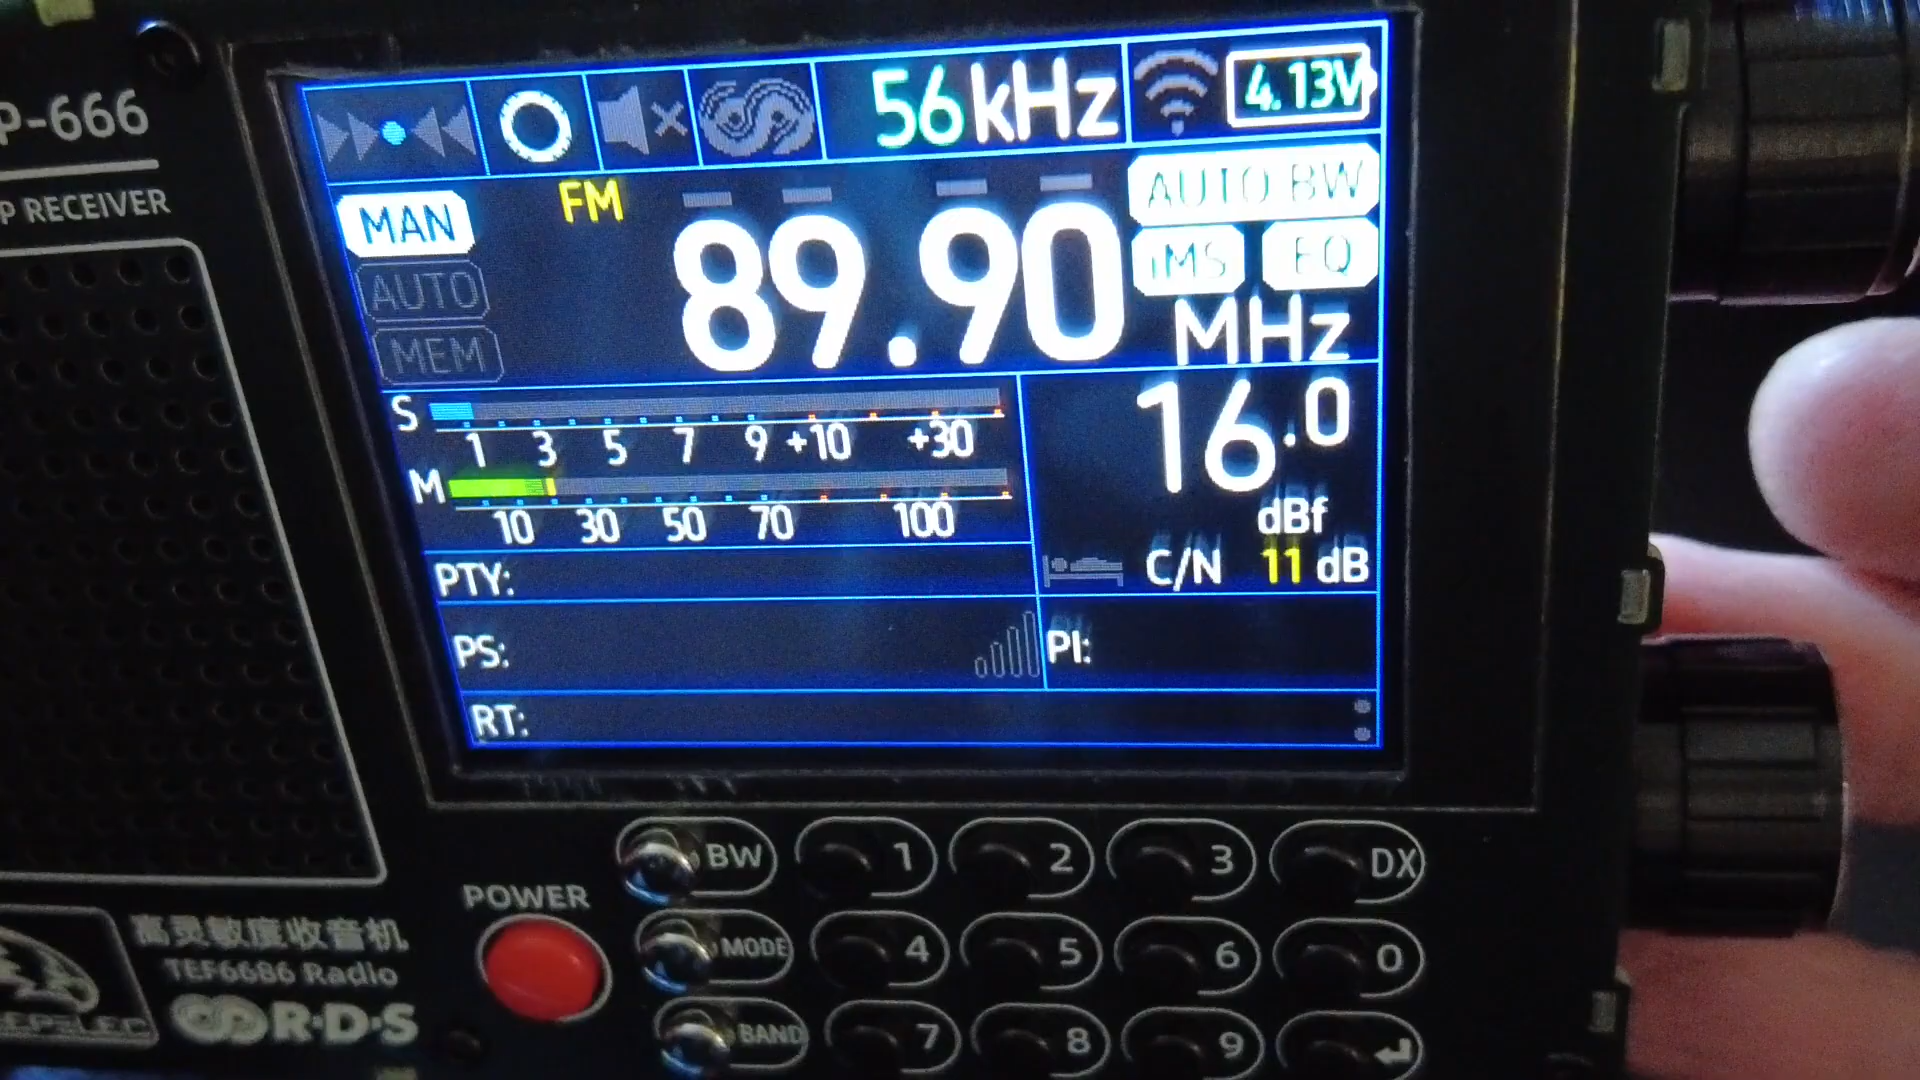 P-666
P RECEIVER
56 kHz
4.13V
MAN
FM
AUTO BW
AUTO
89.90
iMS
EQ
MEM
MHz
S
1 3 5 7 9 +10 +30
16.0
M
10 30 50 70 100
dBf
PTY:
C/N 11 dB
PS:
PI:
RT:
POWER
BW 1 2 3 DX
高灵敏度收音机
TEF6686 Radio
R·D·S
MODE 4 5 6 0
BAND 7 8 9